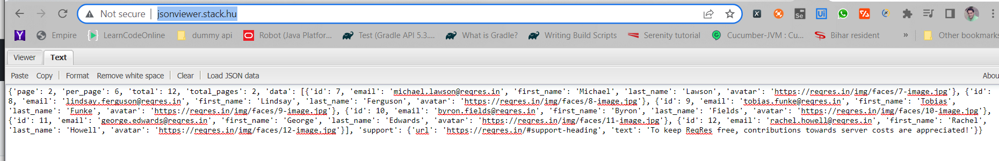 Not secure | jsonviewer.stack.hu
Se Ui
Y Empire LearnCodeOnline dummy api Robot (Java Platfor... Test (Gradle API 5.3.... What is Gradle? Writing Build Scripts Serenity tutorial Cucumber-JVM : Cu... Bihar resident » Other bookmarks
Viewer Text
Paste Copy Format Remove white space Clear Load JSON data Abou
{'page': 2, 'per_page': 6, 'total': 12, 'total_pages': 2, 'data': [{'id': 7, 'email': 'michael.lawson@reqres.in', 'first_name': 'Michael', 'last_name': 'Lawson', 'avatar': 'https://reqres.in/img/faces/7-image.jpg'}, {'id':
8, 'email': 'lindsay.ferguson@reqres.in', 'first_name': 'Lindsay', 'last_name': 'Ferguson', 'avatar': 'https://reqres.in/img/faces/8-image.jpg'}, {'id': 9, 'email': 'tobias.funke@reqres.in', 'first_name': 'Tobias',
'last_name': 'Funke', 'avatar': 'https://reqres.in/img/faces/9-image.jpg'}, {'id': 10, 'email': 'byron.fields@reqres.in', 'first_name': 'Byron', 'last_name': 'Fields', 'avatar': 'https://reqres.in/img/faces/10-image.jpg'},
{'id': 11, 'email': 'george.edwards@reqres.in', 'first_name': 'George', 'last_name': 'Edwards', 'avatar': 'https://reqres.in/img/faces/11-image.jpg'}, {'id': 12, 'email': 'rachel.howell@reqres.in', 'first_name': 'Rachel',
'last_name': 'Howell', 'avatar': 'https://reqres.in/img/faces/12-image.jpg'}], 'support': {'url': 'https://reqres.in/#support-heading', 'text': 'To keep ReqRes free, contributions towards server costs are appreciated!'}}